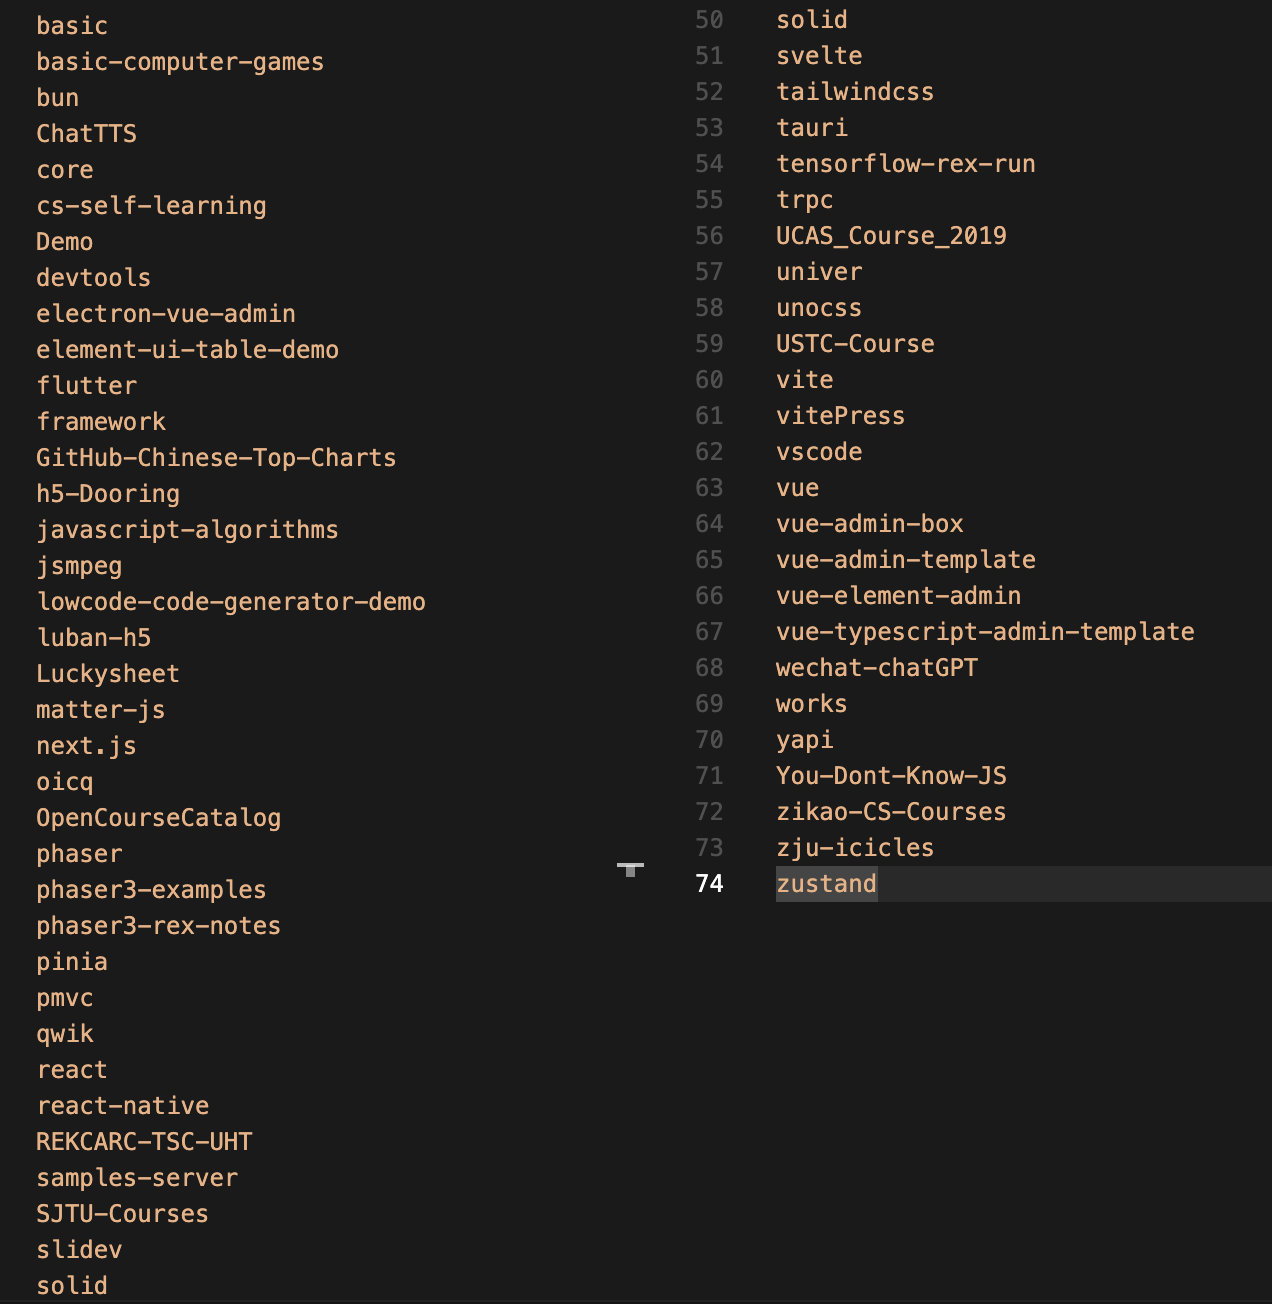 basic
basic-computer-games
bun
ChatTTS
core
cs-self-learning
Demo
devtools
electron-vue-admin
element-ui-table-demo
flutter
framework
GitHub-Chinese-Top-Charts
h5-Dooring
javascript-algorithms
jsmpeg
lowcode-code-generator-demo
luban-h5
Luckysheet
matter-js
next.js
oicq
OpenCourseCatalog
phaser
phaser3-examples
phaser3-rex-notes
pinia
pmvc
qwik
react
react-native
REKCARC-TSC-UHT
samples-server
SJTU-Courses
slidev
solid
50 solid
51 svelte
52 tailwindcss
53 tauri
54 tensorflow-rex-run
55 trpc
56 UCAS_Course_2019
57 univer
58 unocss
59 USTC-Course
60 vite
61 vitePress
62 vscode
63 vue
64 vue-admin-box
65 vue-admin-template
66 vue-element-admin
67 vue-typescript-admin-template
68 wechat-chatGPT
69 works
70 yapi
71 You-Dont-Know-JS
72 zikao-CS-Courses
73 zju-icicles
74 zustand